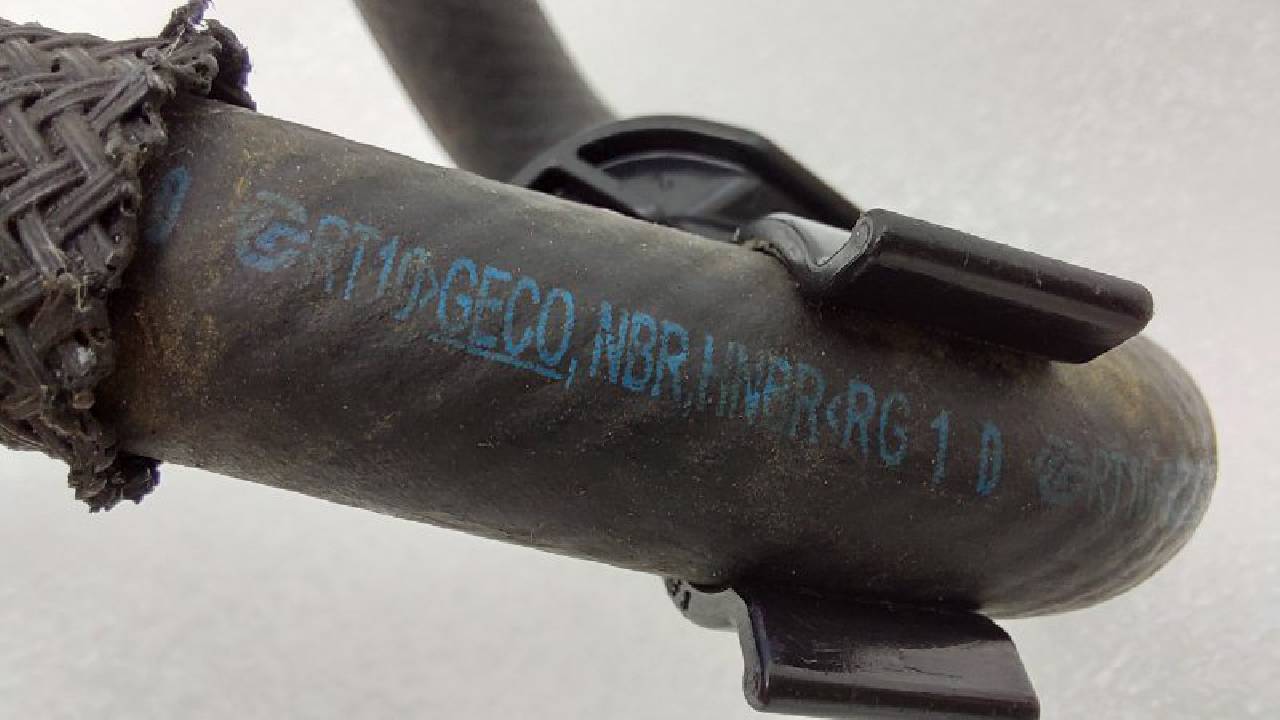 RT10>GECO,NBR,HNBR<RG 1 D